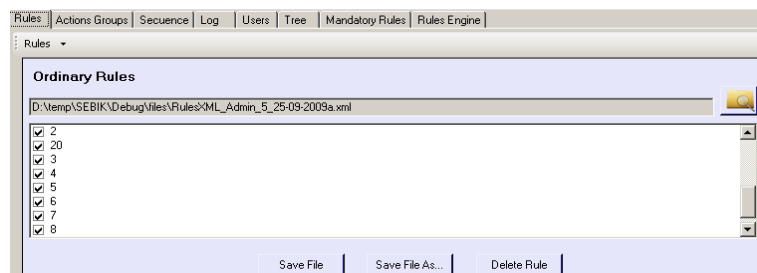 Rules Actions Groups Secuence Log Users Tree Mandatory Rules Rules Engine
Rules
Ordinary Rules
D:\temp\SEBIK\Debug\files\RulesXML_Admin_5_25-09-2009a.xml
2
20
3
4
5
6
7
8
Save File Save File As... Delete Rule